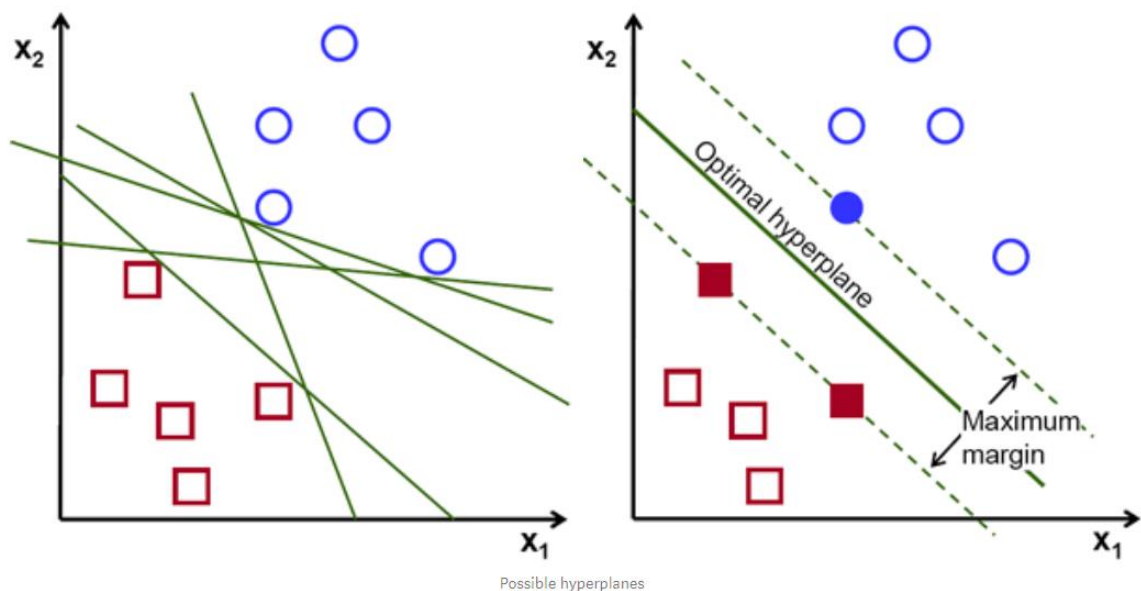 x₂
x₁
x₂
Optimal hyperplane
Maximum
margin
x₁
Possible hyperplanes